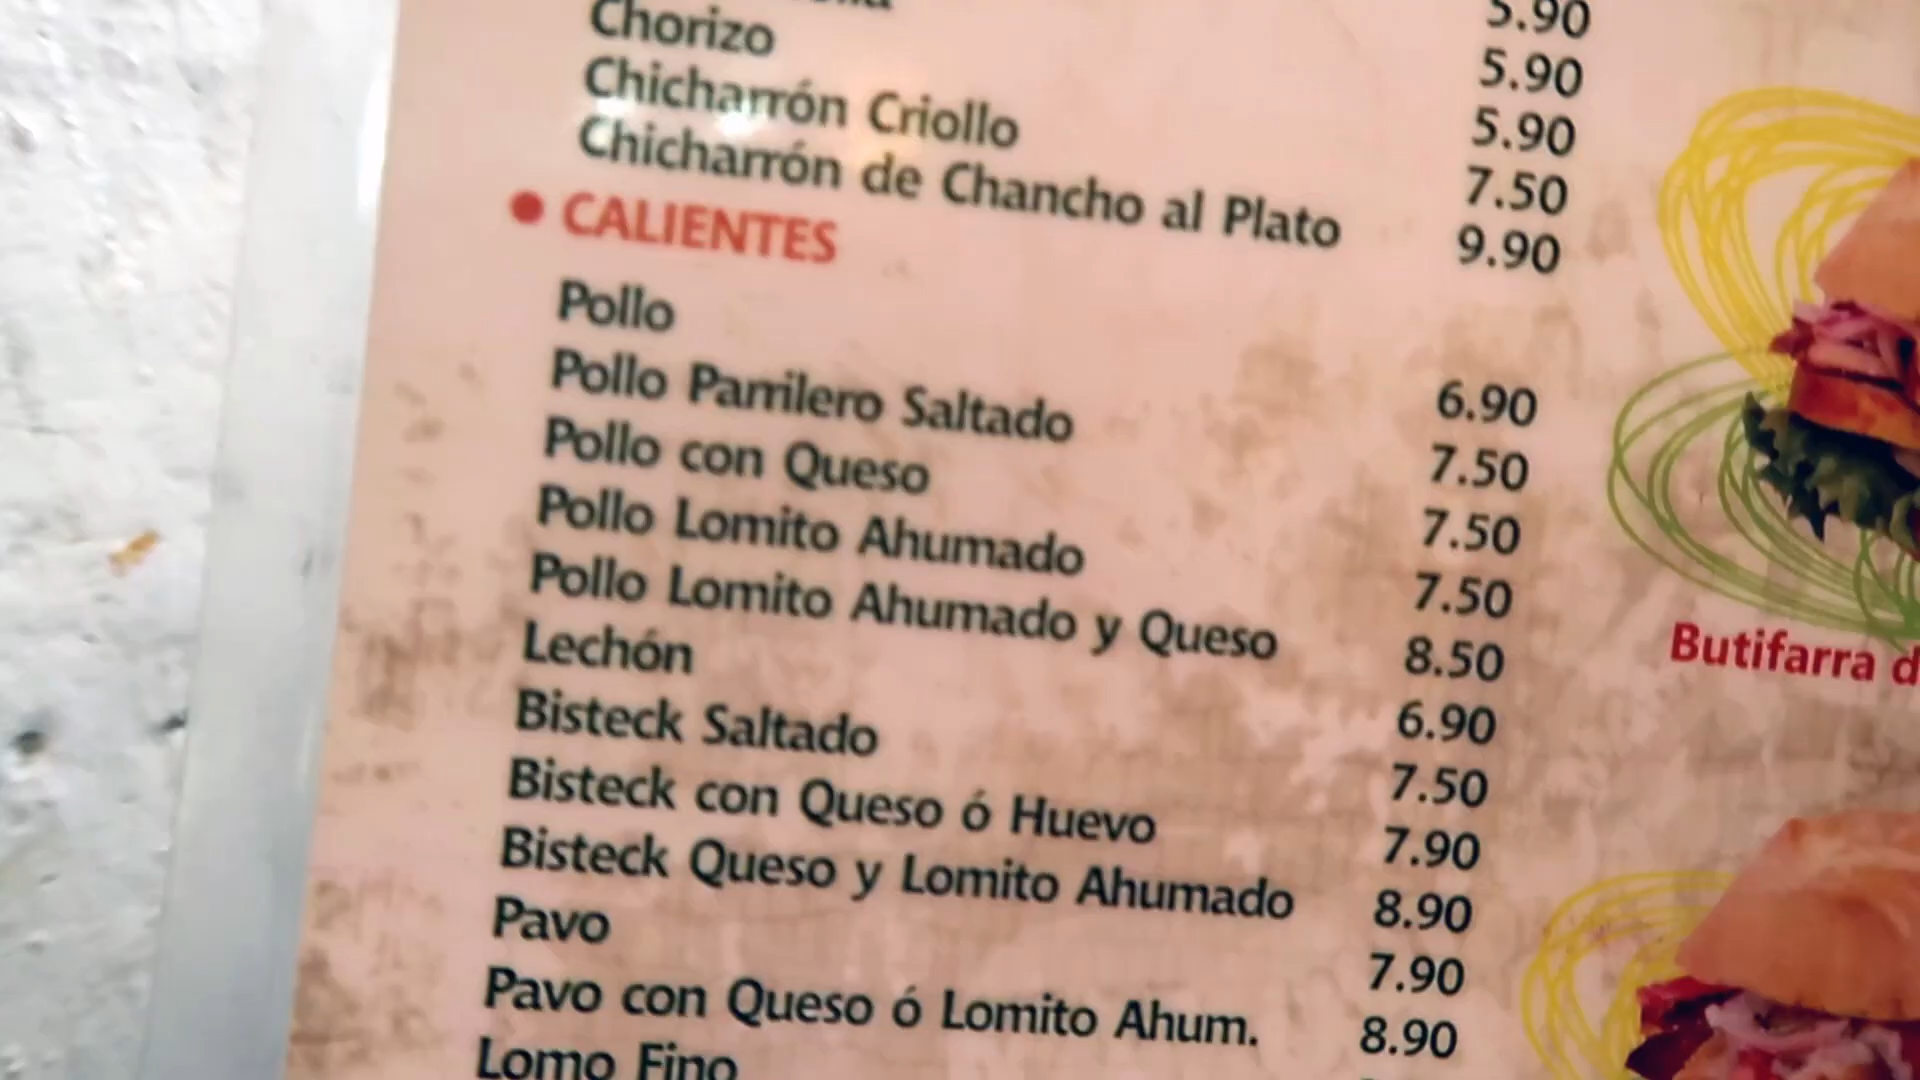 5.90
5.90
Chorizo 5.90
Chicharrón Criollo 7.50
Chicharrón de Chancho al Plato 9.90
• CALIENTES
Pollo 6.90
Pollo Parrilero Saltado 7.50
Pollo con Queso 7.50
Pollo Lomito Ahumado 7.50
Pollo Lomito Ahumado y Queso 8.50
Lechón 6.90
Bisteck Saltado 7.50
Bisteck con Queso ó Huevo 7.90
Bisteck Queso y Lomito Ahumado 8.90
Pavo 7.90
Pavo con Queso ó Lomito Ahum. 8.90
Lomo Fino
Butifarra d